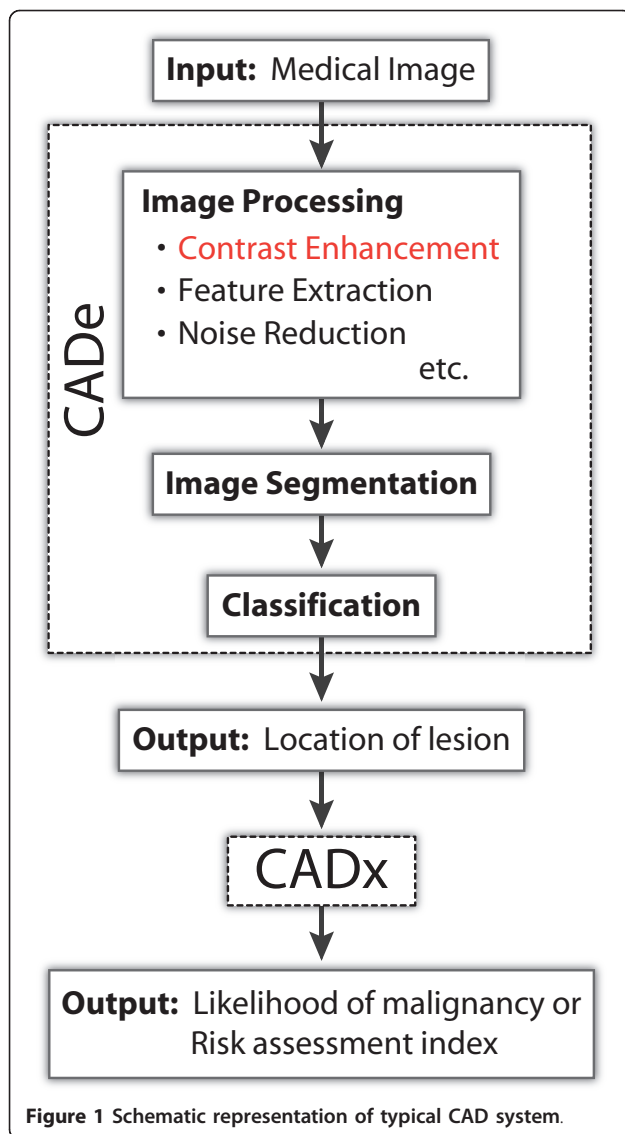 Input: Medical Image
Image Processing
• Contrast Enhancement
• Feature Extraction
• Noise Reduction
etc.
CADe
Image Segmentation
Classification
Output: Location of lesion
CADx
Output: Likelihood of malignancy or
Risk assessment index
Figure 1 Schematic representation of typical CAD system.